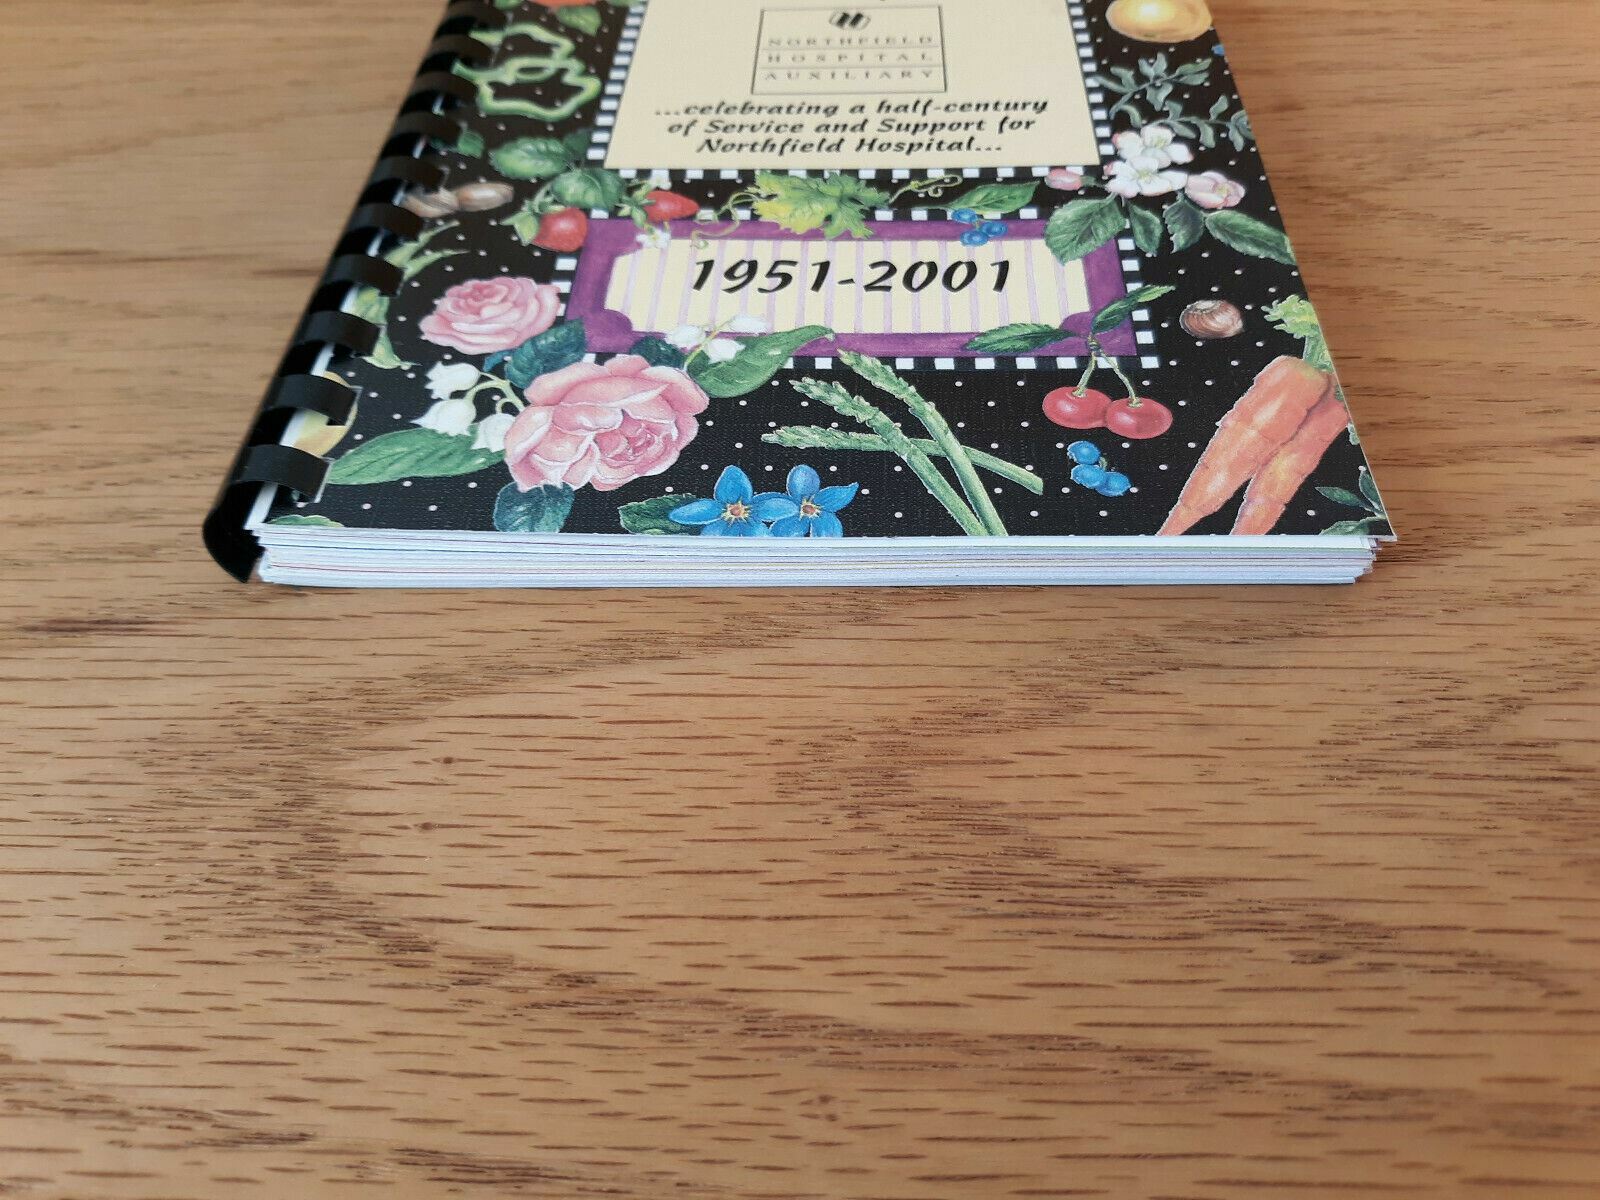 NORTHFIELD
HOSPITAL
AUXILIARY
...celebrating a half-century
of Service and Support for
Northfield Hospital...
1951-2001